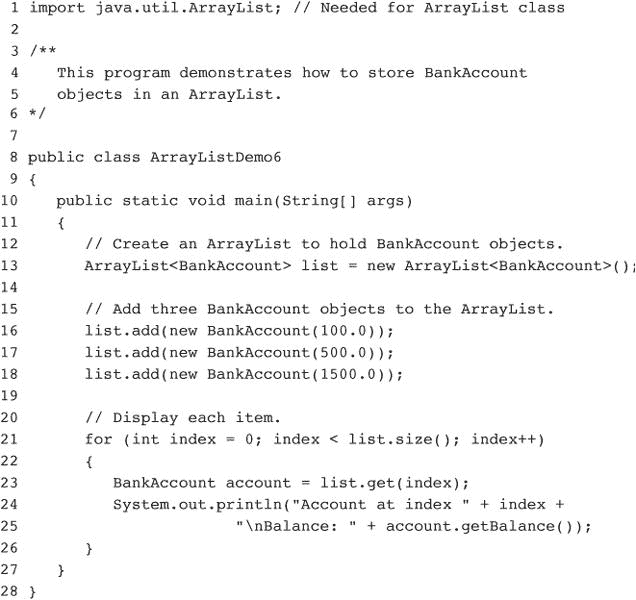 1 import java.util.ArrayList; // Needed for ArrayList class
2
3 /**
4    This program demonstrates how to store BankAccount
5    objects in an ArrayList.
6 */
7
8 public class ArrayListDemo6
9 {
10    public static void main(String[] args)
11    {
12       // Create an ArrayList to hold BankAccount objects.
13       ArrayList<BankAccount> list = new ArrayList<BankAccount>();
14
15       // Add three BankAccount objects to the ArrayList.
16       list.add(new BankAccount(100.0));
17       list.add(new BankAccount(500.0));
18       list.add(new BankAccount(1500.0));
19
20       // Display each item.
21       for (int index = 0; index < list.size(); index++)
22       {
23          BankAccount account = list.get(index);
24          System.out.println("Account at index " + index +
25                       "\nBalance: " + account.getBalance());
26       }
27    }
28 }